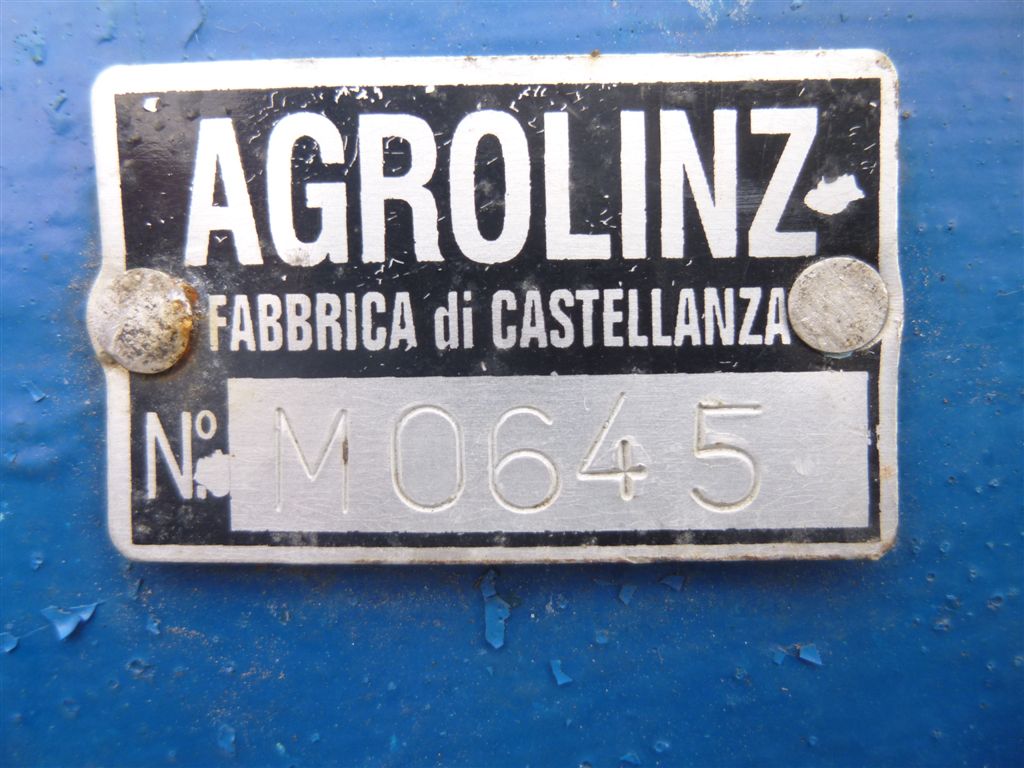 AGROLINZ
FABBRICA di CASTELLANZA
N.º M0645